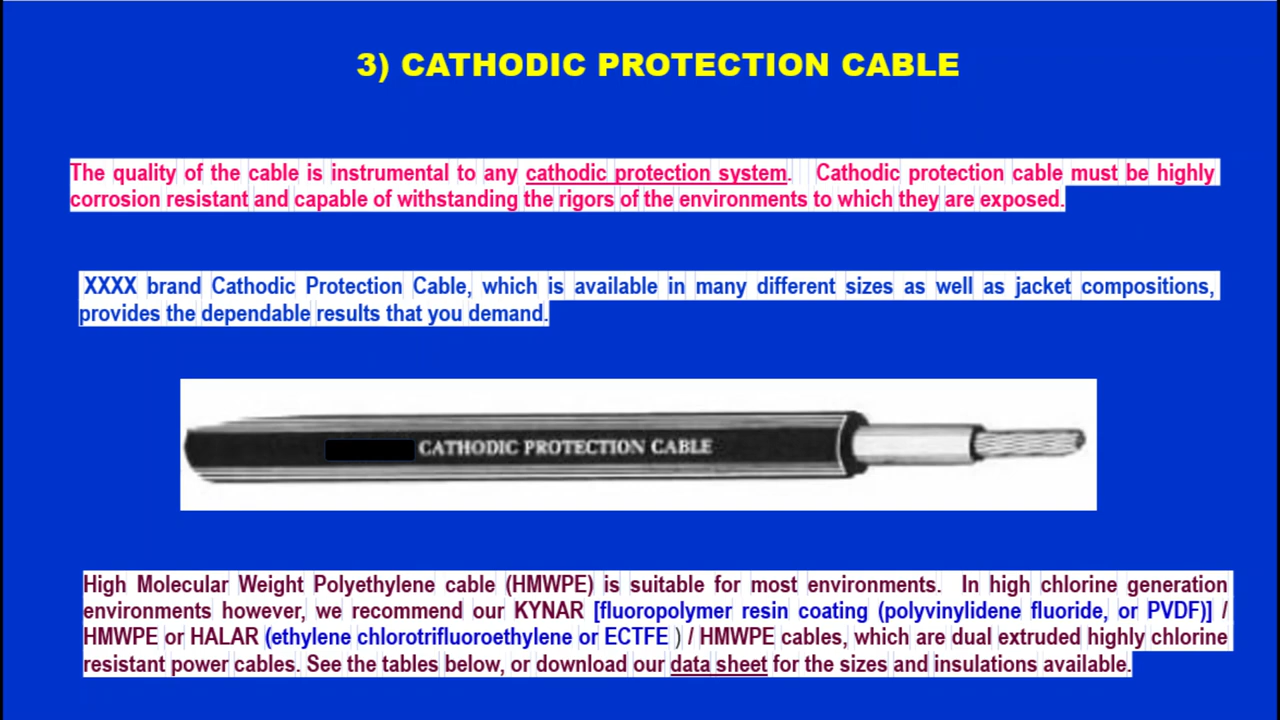 3) CATHODIC PROTECTION CABLE
The quality of the cable is instrumental to any cathodic protection system. Cathodic protection cable must be highly
corrosion resistant and capable of withstanding the rigors of the environments to which they are exposed.
XXXX brand Cathodic Protection Cable, which is available in many different sizes as well as jacket compositions,
provides the dependable results that you demand.
CATHODIC PROTECTION CABLE
High Molecular Weight Polyethylene cable (HMWPE) is suitable for most environments. In high chlorine generation
environments however, we recommend our KYNAR [fluoropolymer resin coating (polyvinylidene fluoride, or PVDF)] /
HMWPE or HALAR (ethylene chlorotrifluoroethylene or ECTFE ) / HMWPE cables, which are dual extruded highly chlorine
resistant power cables. See the tables below, or download our data sheet for the sizes and insulations available.